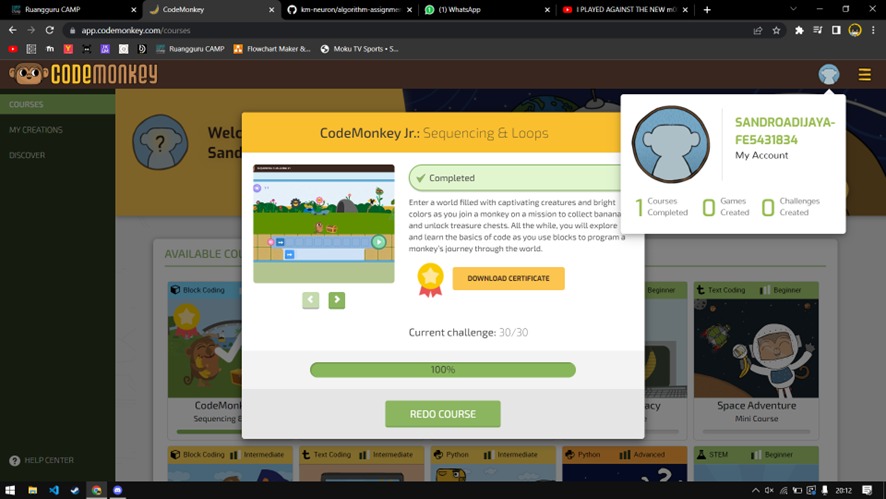 Ruangguru CAMP
CodeMonkey
km-neuron/algorithm-assignmen
(1) WhatsApp
I PLAYED AGAINST THE NEW m0
app.codemonkey.com/courses
Ruangguru CAMP
Flowchart Maker &...
Moku TV Sports • S...
CODEMONKEY
COURSES
MY CREATIONS
DISCOVER
HELP CENTER
Welc
Sand
SANDROADIJAYA-
FE5431834
My Account
1 Courses Completed
0 Games Created
0 Challenges Created
CodeMonkey Jr.: Sequencing & Loops
Completed
Enter a world filled with captivating creatures and bright
colors as you join a monkey on a mission to collect banana
and unlock treasure chests. All the while, you will explore
and learn the basics of code as you use blocks to program a
monkey's journey through the world.
DOWNLOAD CERTIFICATE
Current challenge: 30/30
100%
REDO COURSE
AVAILABLE COU
Block Coding
Beginner
Text Coding
Beginner
CodeMonk
Sequencing &
acy
Space Adventure
Mini Course
Block Coding
Intermediate
Text Coding
Intermediate
Python
Intermediate
Python
Advanced
STEM
Beginner
20:12